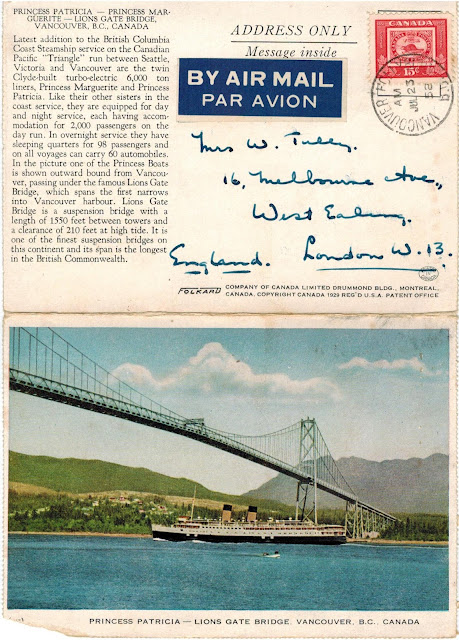 PRINCESS PATRICIA — PRINCESS MAR-
GUERITE — LIONS GATE BRIDGE,
VANCOUVER, B.C., CANADA
Latest addition to the British Columbia
Coast Steamship service on the Canadian
Pacific "Triangle" run between Seattle,
Victoria and Vancouver are the twin
Clyde-built turbo-electric 6,000 ton
liners, Princess Marguerite and Princess
Patricia. Like their other sisters in the
coast service, they are equipped for day
and night service, each having accom-
modation for 2,000 passengers on the
day run. In overnight service they have
sleeping quarters for 98 passengers and
on all voyages can carry 60 automobiles.
In the picture one of the Princess Boats
is shown outward bound from Vancou-
ver, passing under the famous Lions Gate
Bridge, which spans the first narrows
into Vancouver harbour. Lions Gate
Bridge is a suspension bridge with a
length of 1550 feet between towers and
a clearance of 210 feet at high tide. It is
one of the finest suspension bridges on
this continent and its span is the longest
in the British Commonwealth.
ADDRESS ONLY
Message inside
BY AIR MAIL
PAR AVION
CANADA
15¢
VANCOUVER
AM
JUL 23
52
Mrs W. Tully.
16, Melbourne Ave.,
West Ealing.
London W. 13.
England.
FOLKARD COMPANY OF CANADA LIMITED DRUMMOND BLDG., MONTREAL,
CANADA. COPYRIGHT CANADA 1929 REG'D U.S.A. PATENT OFFICE
PRINCESS PATRICIA — LIONS GATE BRIDGE, VANCOUVER, B.C., CANADA